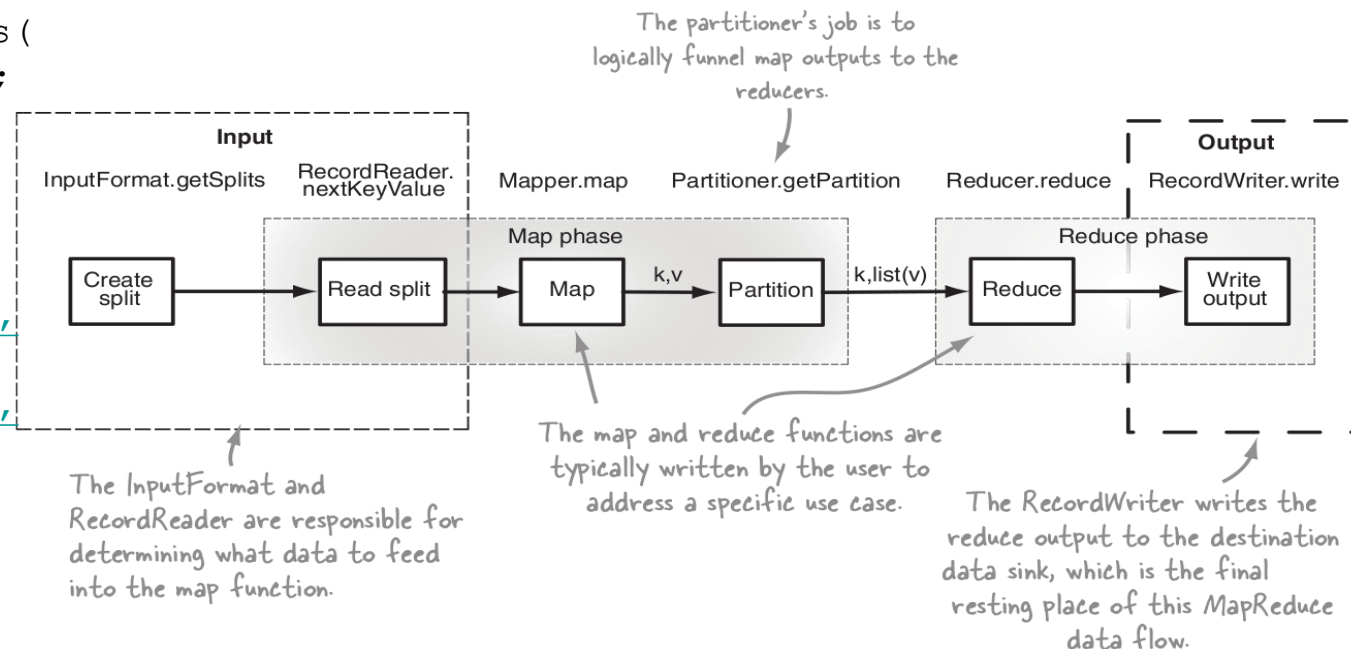 s (
;
The partitioner's job is to
logically funnel map outputs to the
reducers.
Input
Output
InputFormat.getSplits
RecordReader.
nextKeyValue
Mapper.map
Partitioner.getPartition
Reducer.reduce
RecordWriter.write
Map phase
Reduce phase
Create
split
Read split
Map
k,v
Partition
k,list(v)
Reduce
Write
output
,
,
The InputFormat and
RecordReader are responsible for
determining what data to feed
into the map function.
The map and reduce functions are
typically written by the user to
address a specific use case.
The RecordWriter writes the
reduce output to the destination
data sink, which is the final
resting place of this MapReduce
data flow.